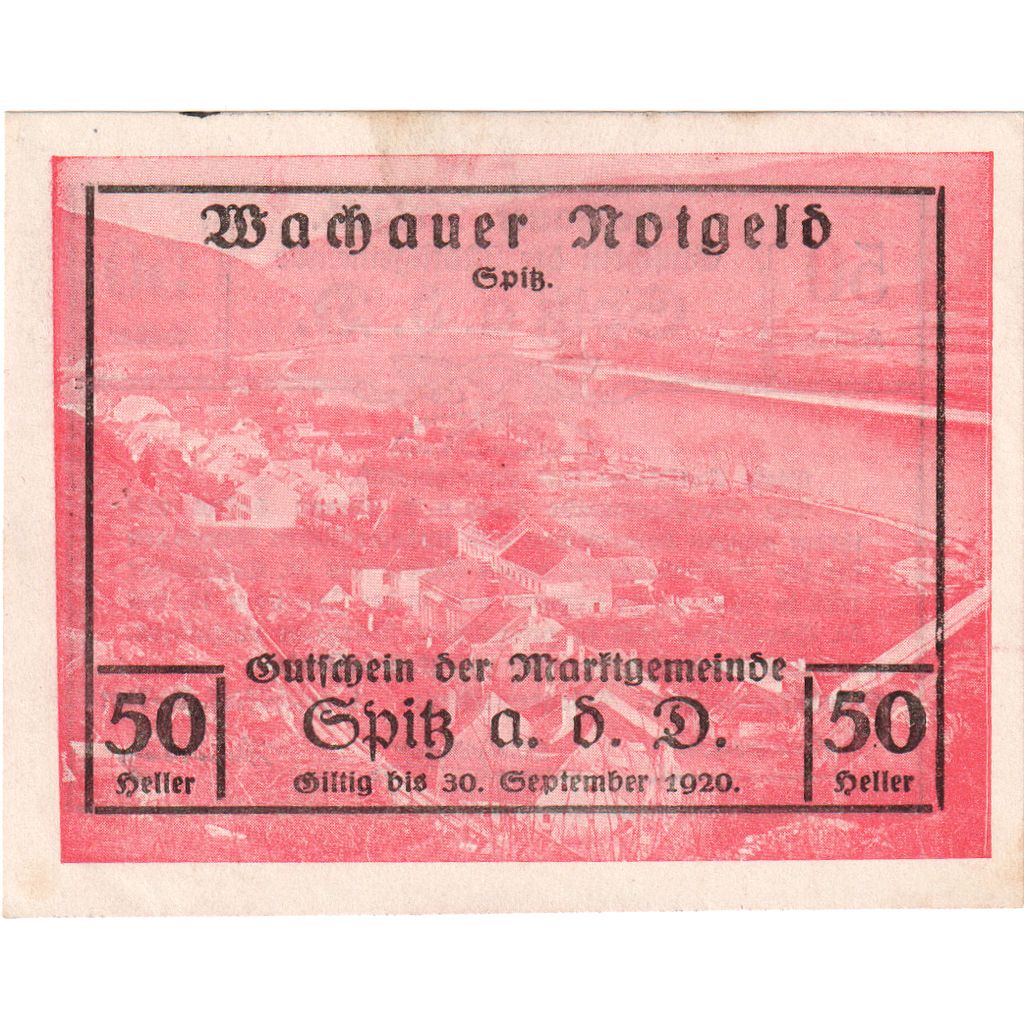 Wachauer Notgeld
Spitz.
Gutschein der Marktgemeinde
Spitz a. d. D.
Giltig bis 30. September 1920.
50
Heller
50
Heller